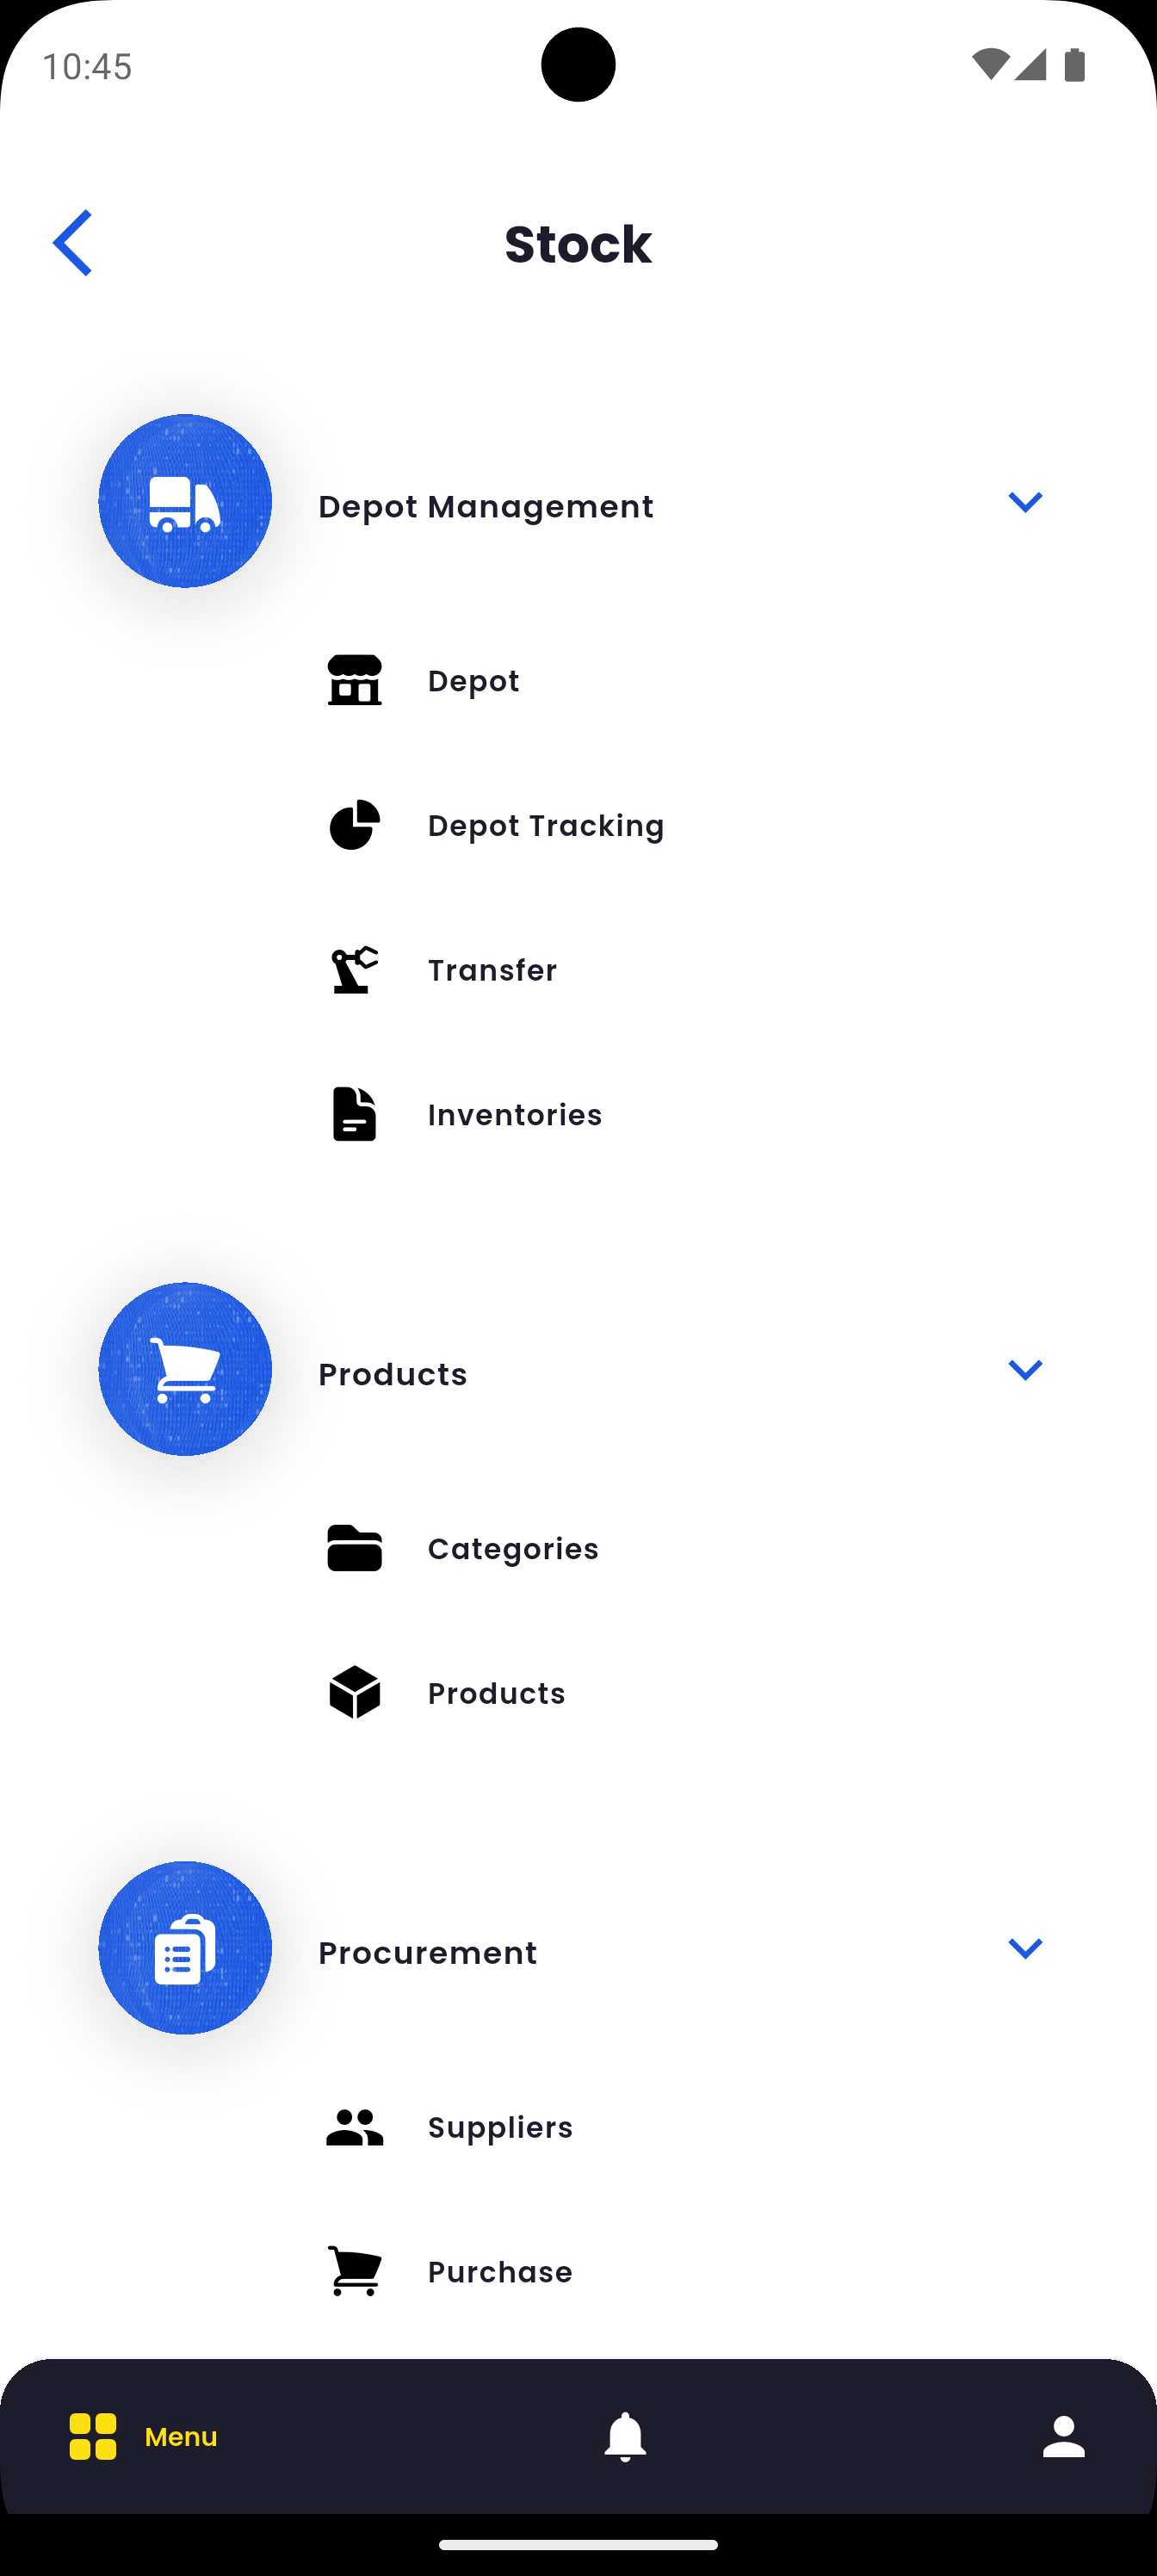 10:45
Stock
Depot Management
Depot
Depot Tracking
Transfer
Inventories
Products
Categories
Products
Procurement
Suppliers
Purchase
Menu